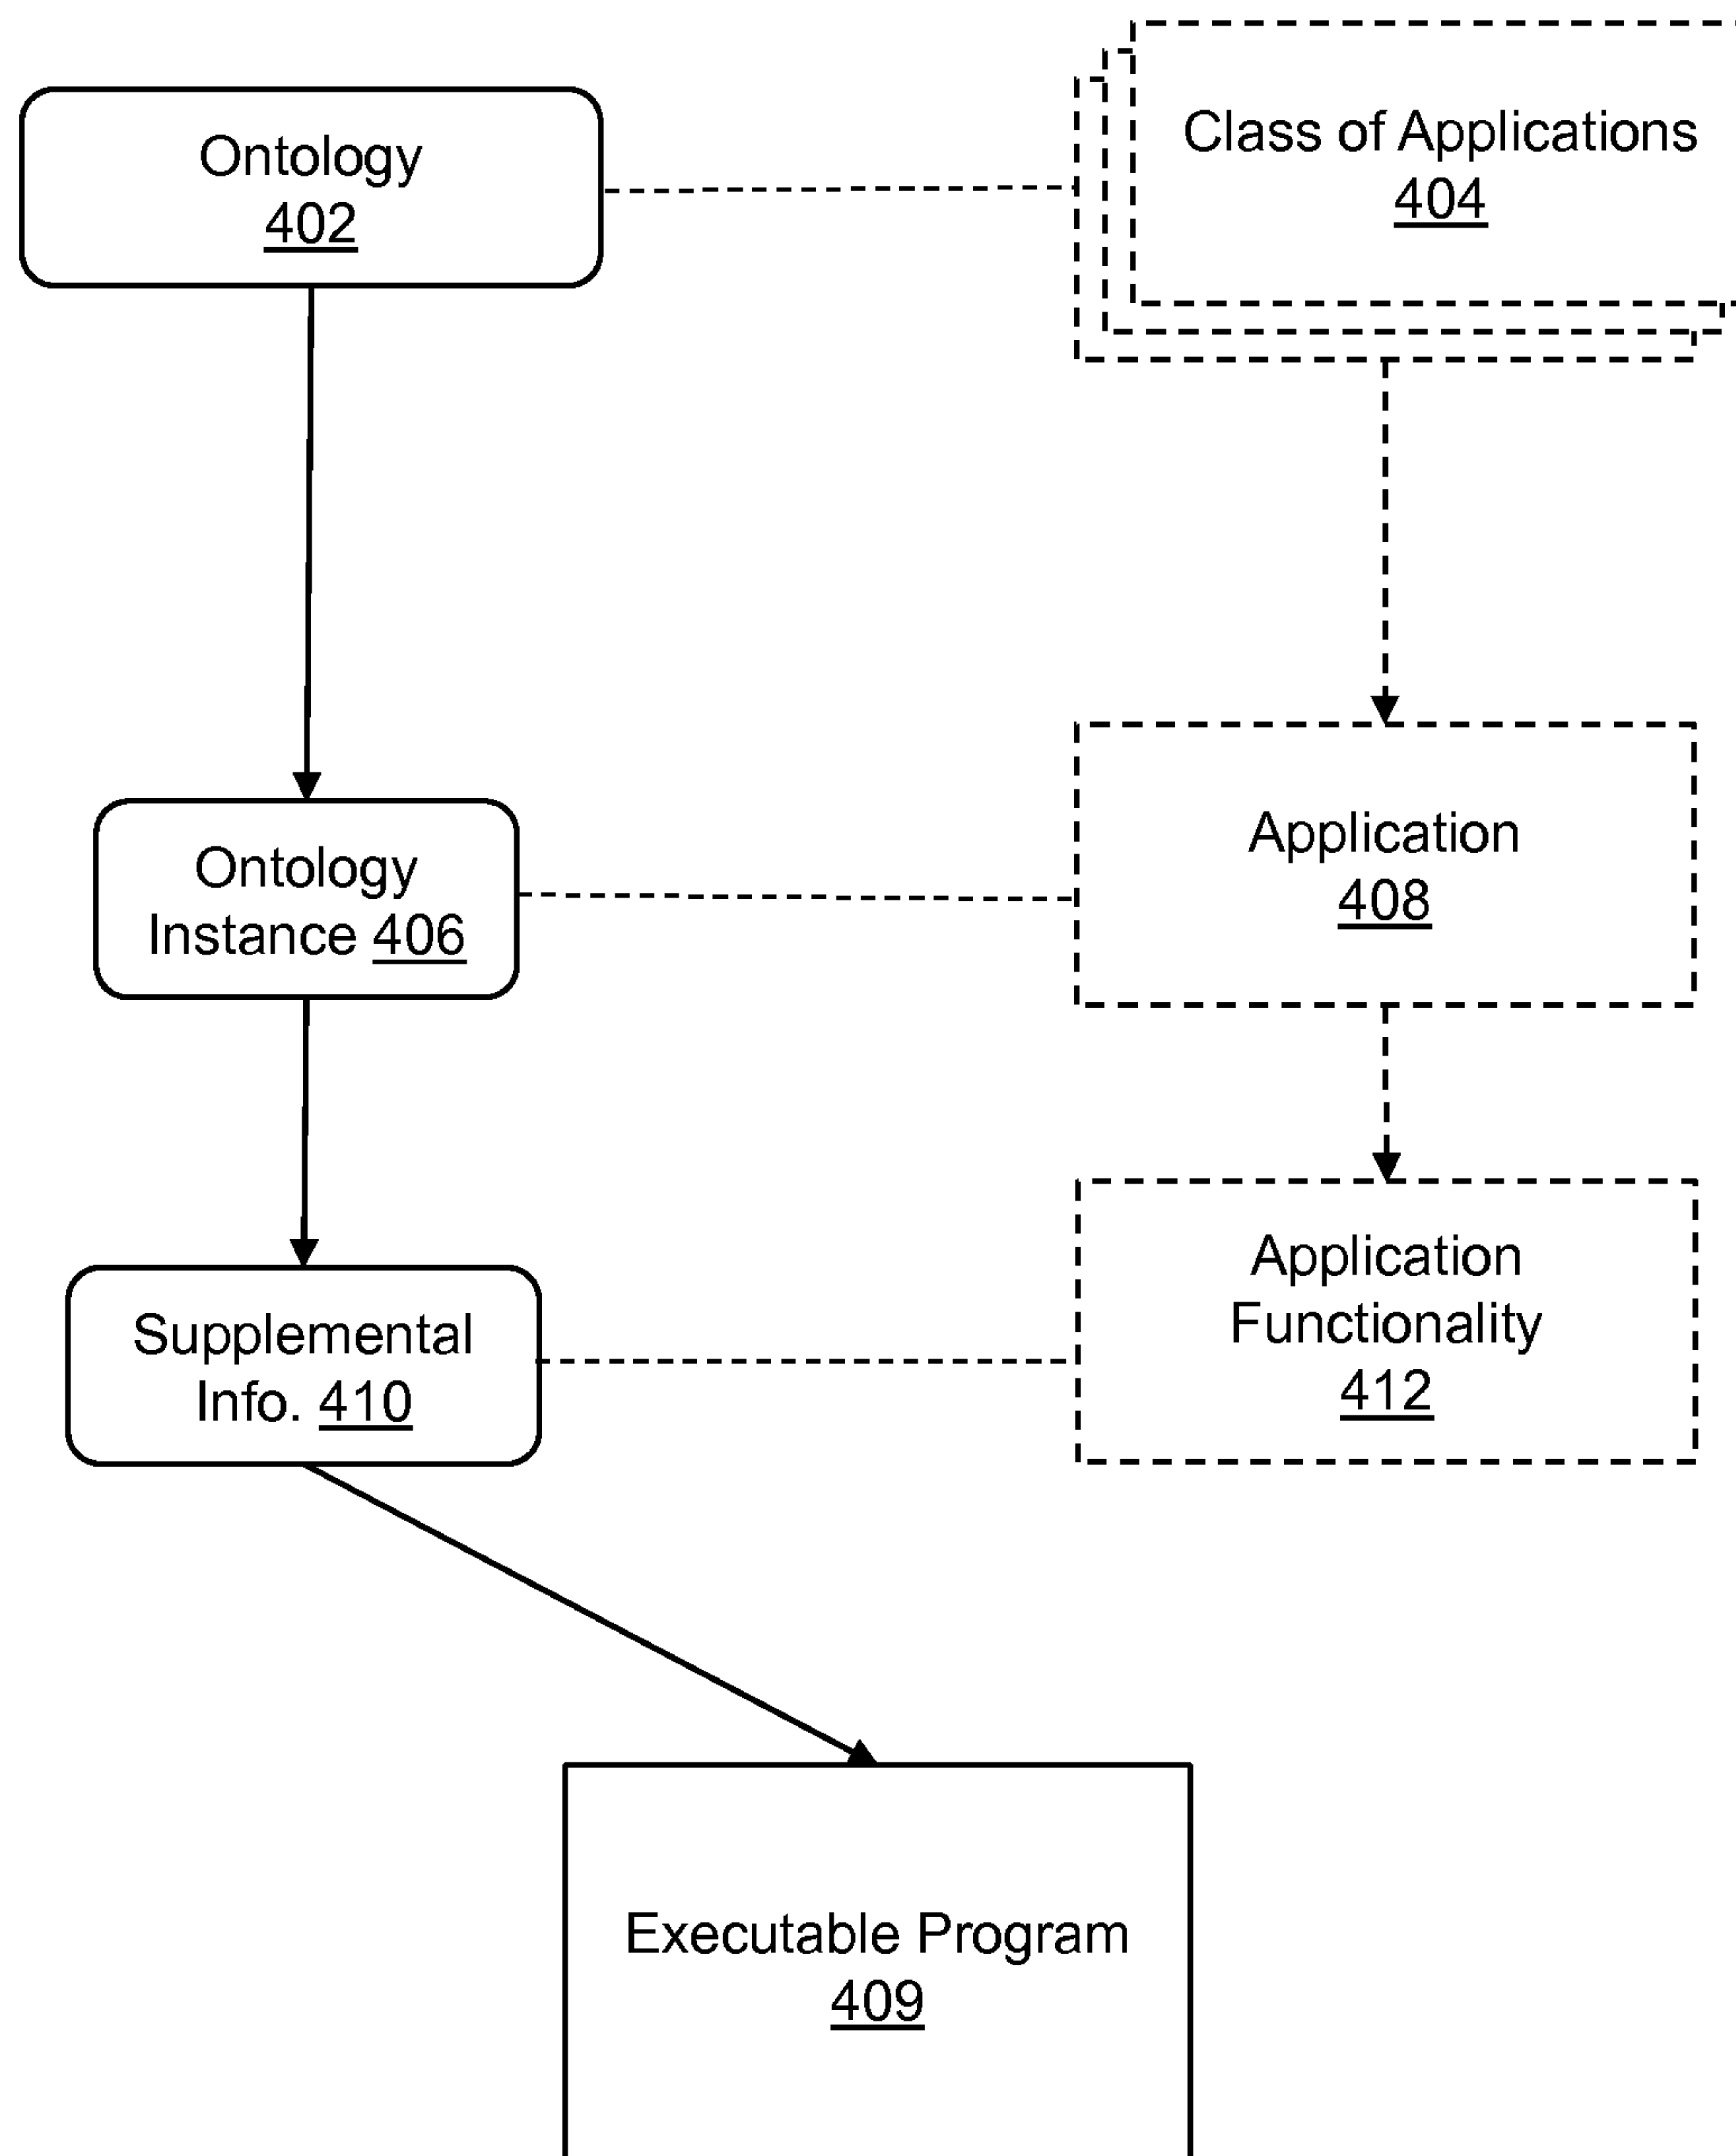 Ontology
402
Class of Applications
404
Ontology
Instance 406
Application
408
Supplemental
Info. 410
Application
Functionality
412
Executable Program
409